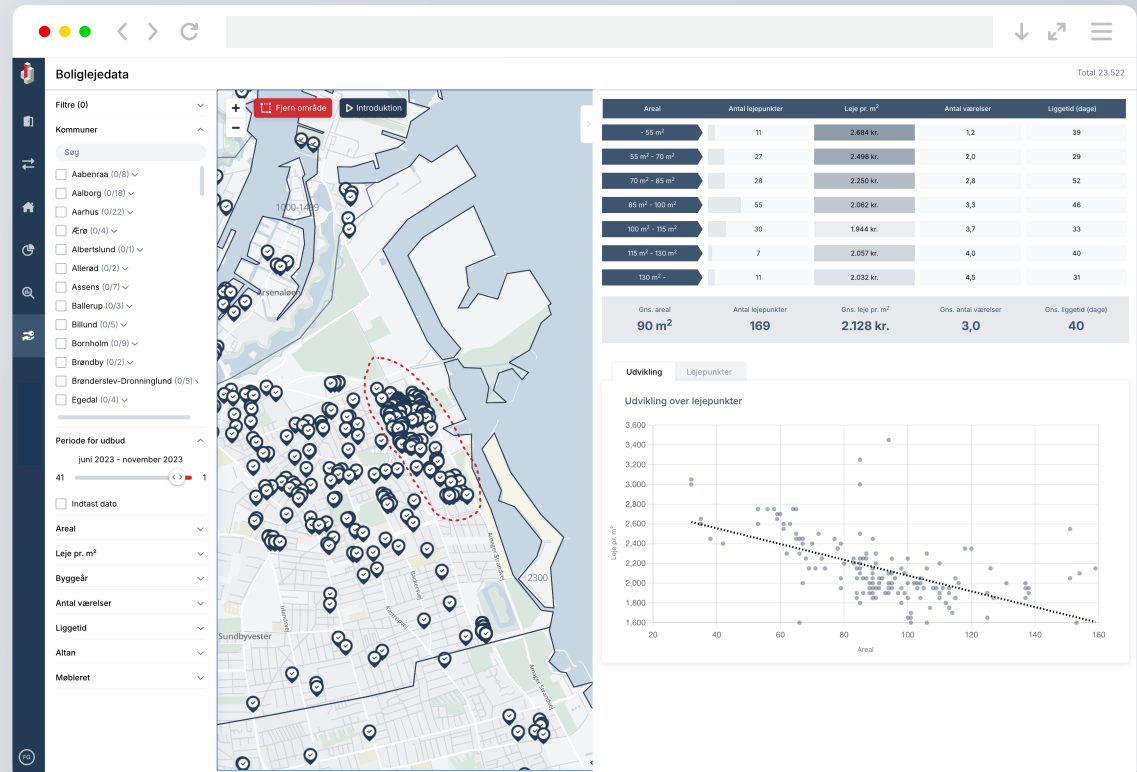 Boliglejedata
Total 23.522
Filtre (0)
Kommuner
Søg
Aabenraa (0/8)
Aalborg (0/18)
Aarhus (0/22)
Ærø (0/4)
Albertslund (0/1)
Allerød (0/2)
Assens (0/7)
Ballerup (0/3)
Billund (0/5)
Bornholm (0/9)
Brøndby (0/2)
Brønderslev-Dronninglund (0/5)
Egedal (0/4)
Periode for udbud
juni 2023 - november 2023
41 1
Indtast dato
Areal
Leje pr. m²
Byggeår
Antal værelser
Liggetid
Altan
Møbleret
FG
+
−
Fjern område
Introduktion
1000-1499
Arsenaløen
Amager Strandvej
2300
Backersvej
Irlandsvej
Kastrupvej
Sundbyvester
Amager Strandvej
Areal Antal lejepunkter Leje pr. m² Antal værelser Liggetid (dage)
- 55 m² 11 2.684 kr. 1,2 39
55 m² - 70 m² 27 2.498 kr. 2,0 29
70 m² - 85 m² 28 2.250 kr. 2,8 52
85 m² - 100 m² 55 2.062 kr. 3,3 46
100 m² - 115 m² 30 1.944 kr. 3,7 33
115 m² - 130 m² 7 2.057 kr. 4,0 40
130 m² - 11 2.032 kr. 4,5 31
Gns. areal Antal lejepunkter Gns. leje pr. m² Gns. antal værelser Gns. liggetid (dage)
90 m² 169 2.128 kr. 3,0 40
Udvikling Lejepunkter
Udvikling over lejepunkter
3,600
3,400
3,200
3,000
2,800
2,600
2,400
2,200
2,000
1,800
1,600
Leje pr. m²
20 40 60 80 100 120 140 160
Areal